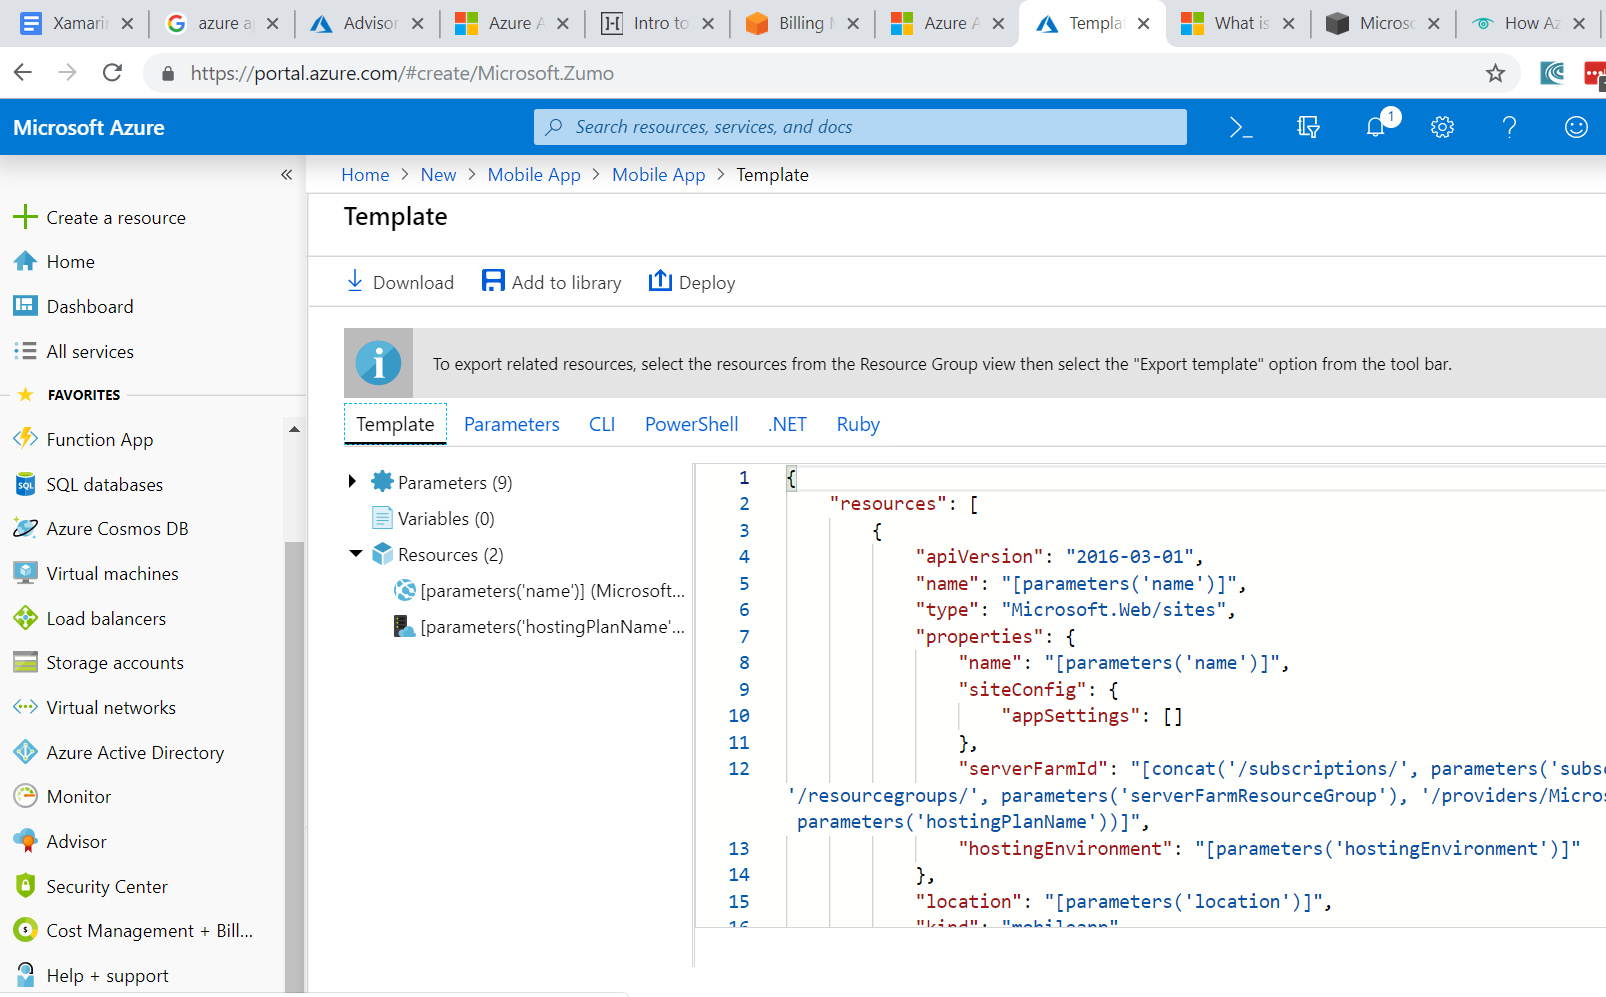 Xamarin
azure a
Advisor
Azure A
Intro to
Billing
Azure A
Templa
What is
Micros
How Az
https://portal.azure.com/#create/Microsoft.Zumo
Microsoft Azure
Search resources, services, and docs
1
Home > New > Mobile App > Mobile App > Template
Template
Download
Add to library
Deploy
Create a resource
Home
Dashboard
All services
FAVORITES
Function App
SQL databases
Azure Cosmos DB
Virtual machines
Load balancers
Storage accounts
Virtual networks
Azure Active Directory
Monitor
Advisor
Security Center
Cost Management + Bill...
Help + support
To export related resources, select the resources from the Resource Group view then select the "Export template" option from the tool bar.
Template Parameters CLI PowerShell .NET Ruby
Parameters (9)
Variables (0)
Resources (2)
[parameters('name')] (Microsoft...
[parameters('hostingPlanName'...
1 {
2 "resources": [
3 {
4 "apiVersion": "2016-03-01",
5 "name": "[parameters('name')]",
6 "type": "Microsoft.Web/sites",
7 "properties": {
8 "name": "[parameters('name')]",
9 "siteConfig": {
10 "appSettings": []
11 },
12 "serverFarmId": "[concat('/subscriptions/', parameters('subsc
'/resourcegroups/', parameters('serverFarmResourceGroup'), '/providers/Micros
parameters('hostingPlanName'))]",
13 "hostingEnvironment": "[parameters('hostingEnvironment')]"
14 },
15 "location": "[parameters('location')]",
16 "kind": "mobileapp"